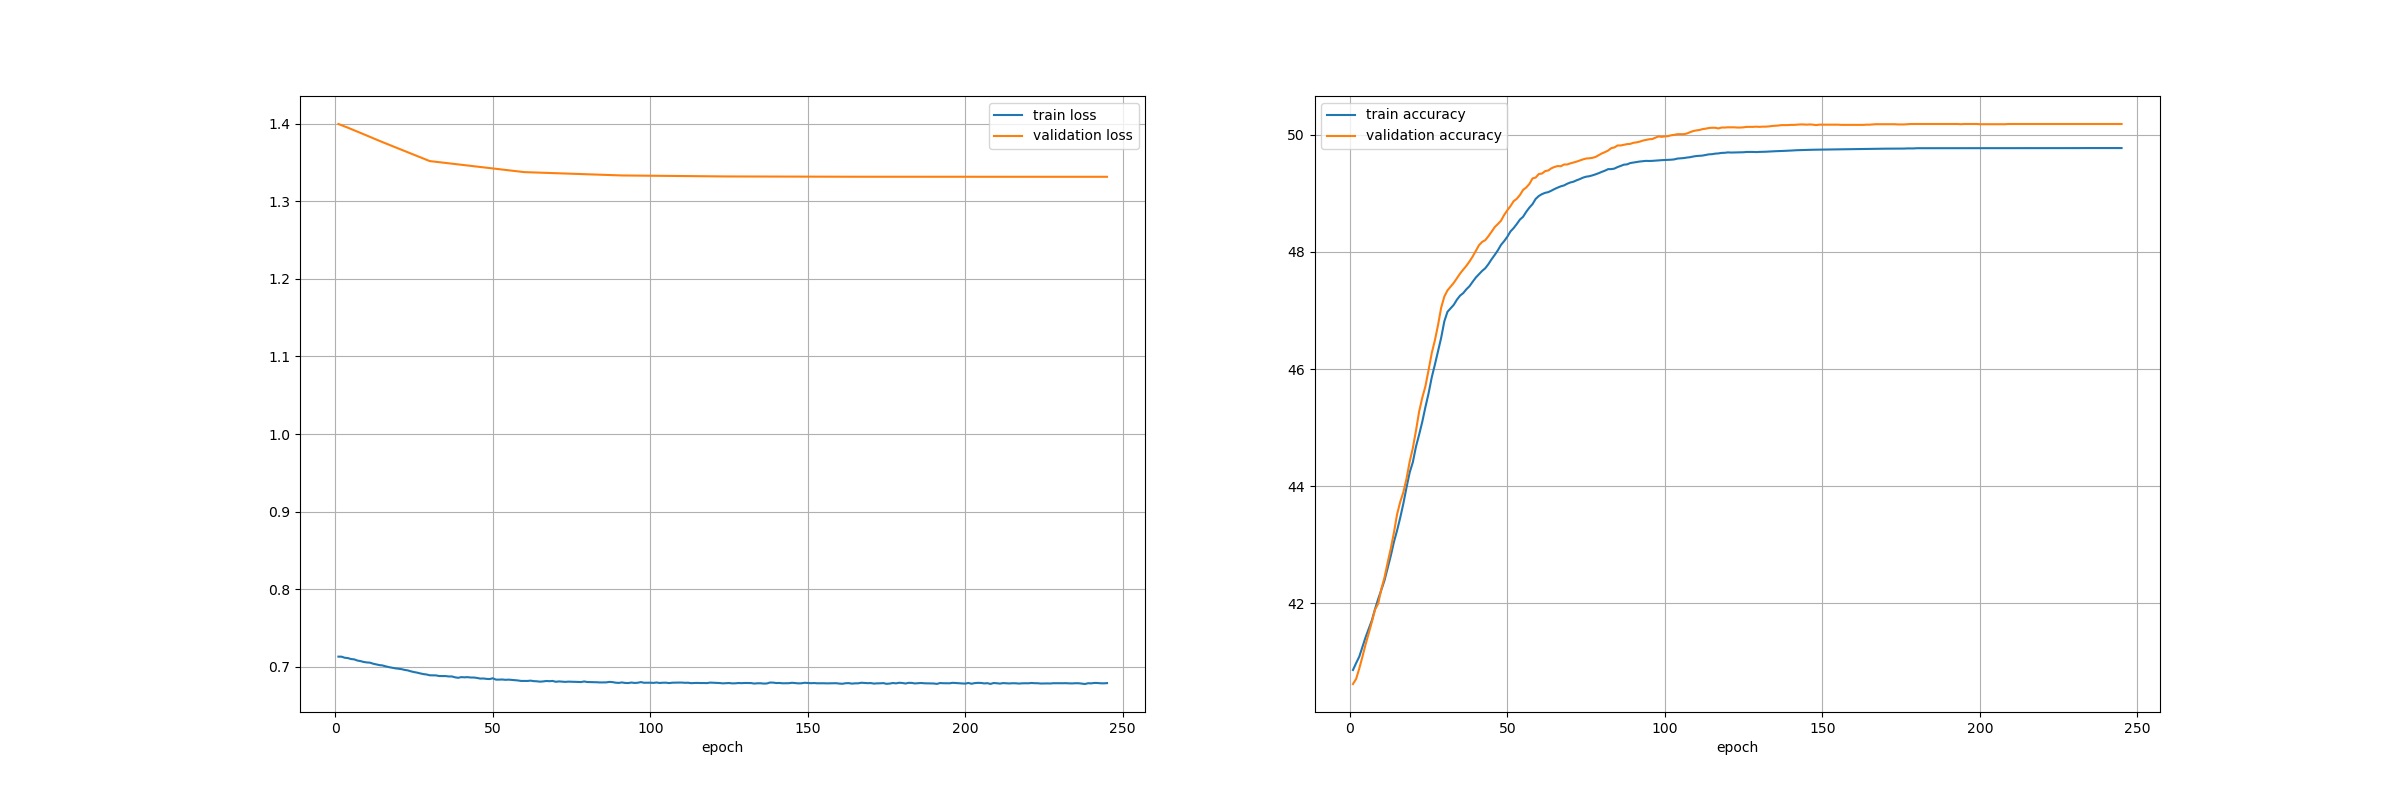 train loss
validation loss
1.4
1.3
1.2
1.1
1.0
0.9
0.8
0.7
0 50 100 150 200 250
epoch
train accuracy
validation accuracy
50
48
46
44
42
0 50 100 150 200 250
epoch